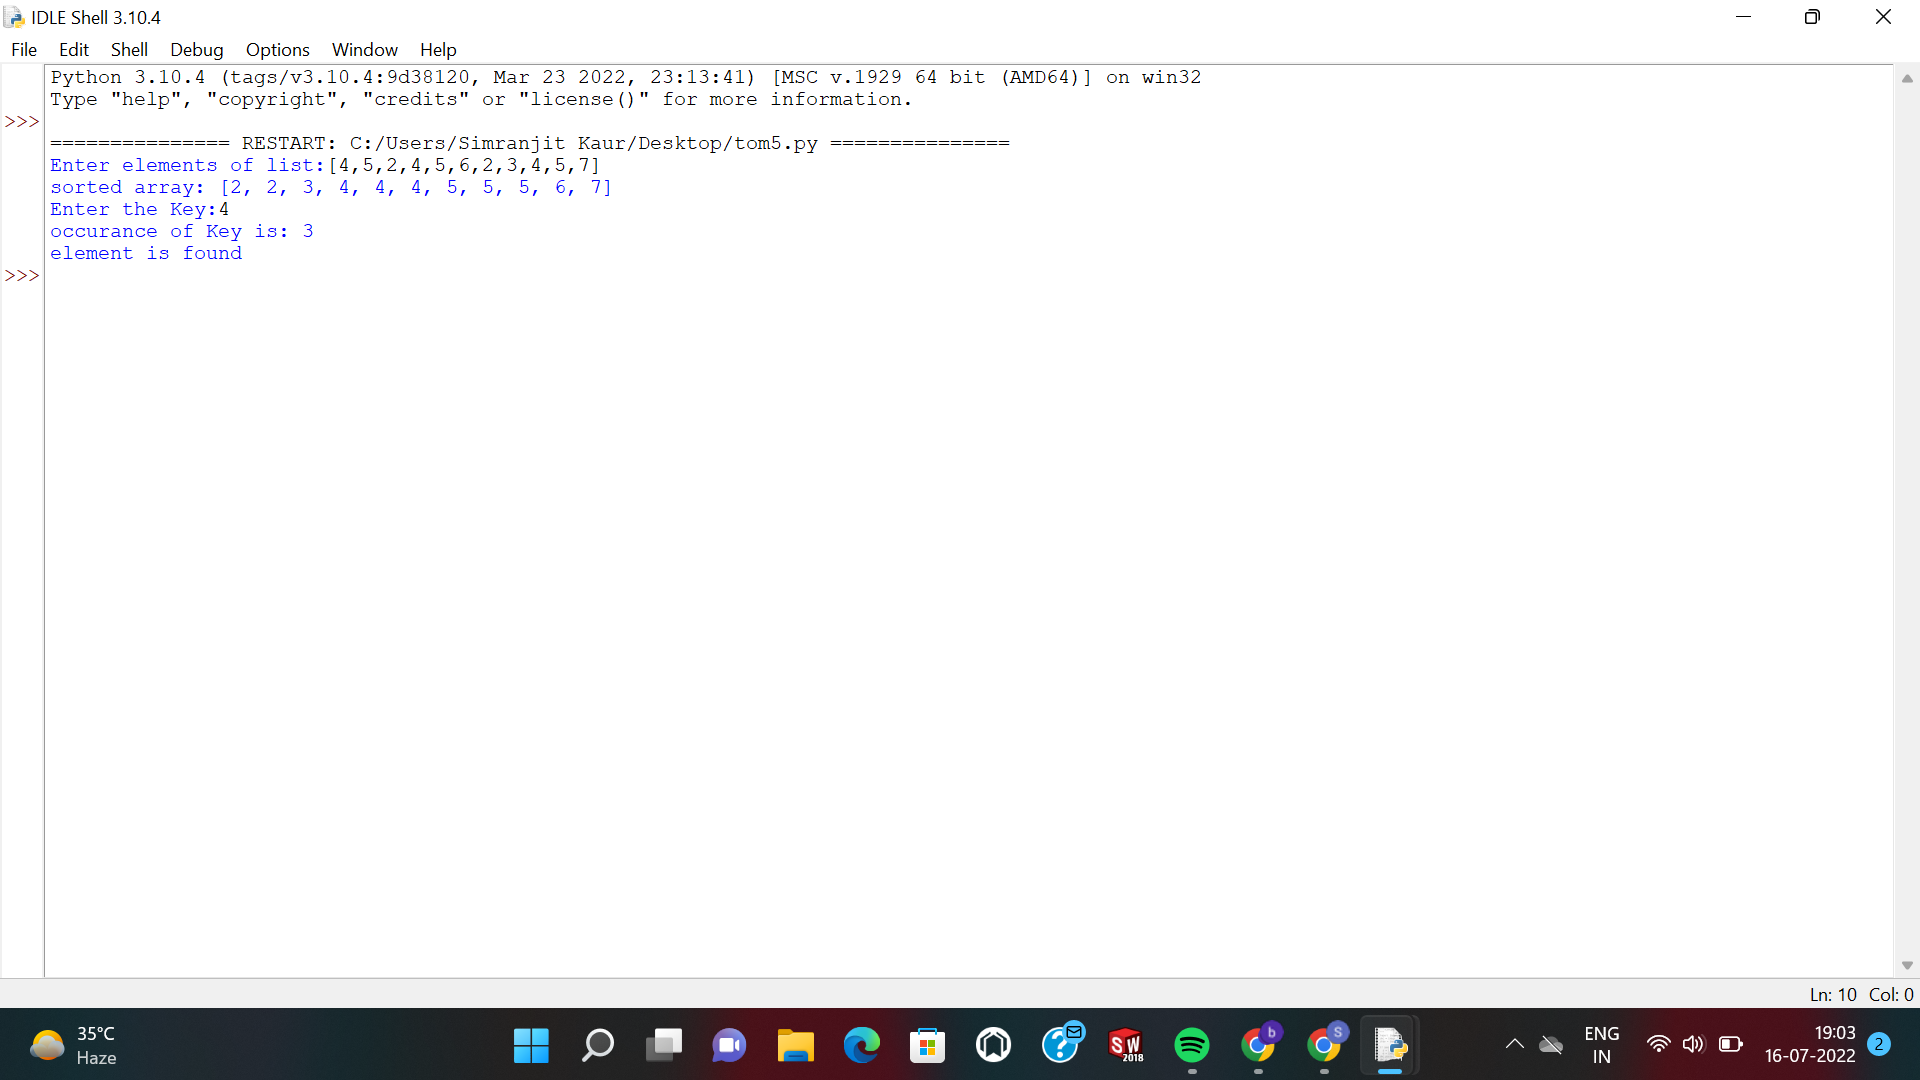 IDLE Shell 3.10.4
File Edit Shell Debug Options Window Help
Python 3.10.4 (tags/v3.10.4:9d38120, Mar 23 2022, 23:13:41) [MSC v.1929 64 bit (AMD64)] on win32
Type "help", "copyright", "credits" or "license()" for more information.
>>>
=============== RESTART: C:/Users/Simranjit Kaur/Desktop/tom5.py ===============
Enter elements of list:[4,5,2,4,5,6,2,3,4,5,7]
sorted array: [2, 2, 3, 4, 4, 4, 5, 5, 5, 6, 7]
Enter the Key:4
occurance of Key is: 3
element is found
>>>
Ln: 10 Col: 0
35°C
Haze
SW
2018
b
S
ENG
IN
19:03
16-07-2022
2